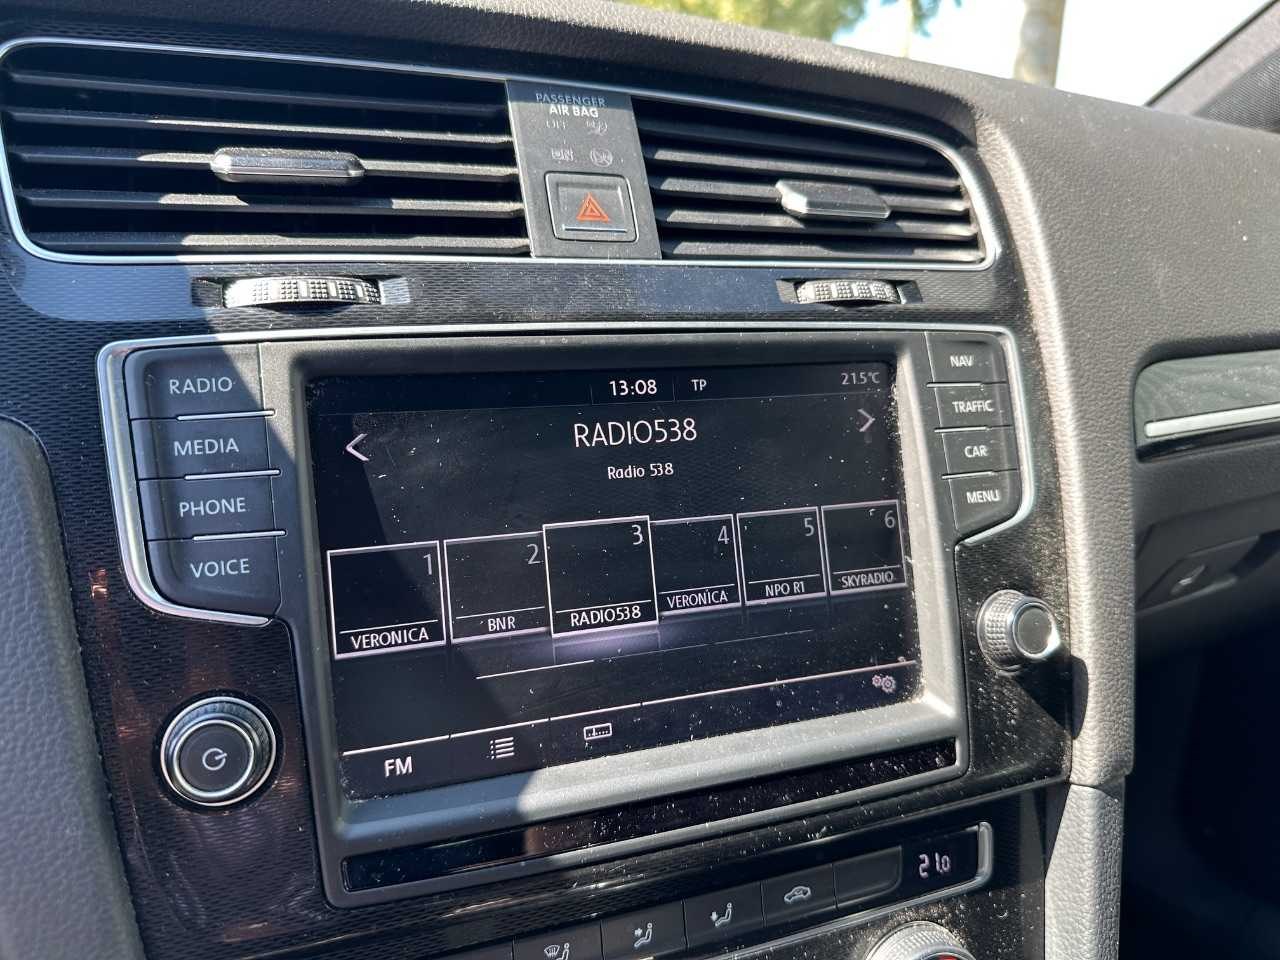 PASSENGER
AIR BAG
OFF
ON
RADIO
MEDIA
PHONE
VOICE
13:08 TP 21.5°C
RADIO538
Radio 538
1 2 3 4 5 6
VERONICA BNR RADIO538 VERONICA NPO R1 SKYRADIO
FM
NAV
TRAFFIC
CAR
MENU
21.0